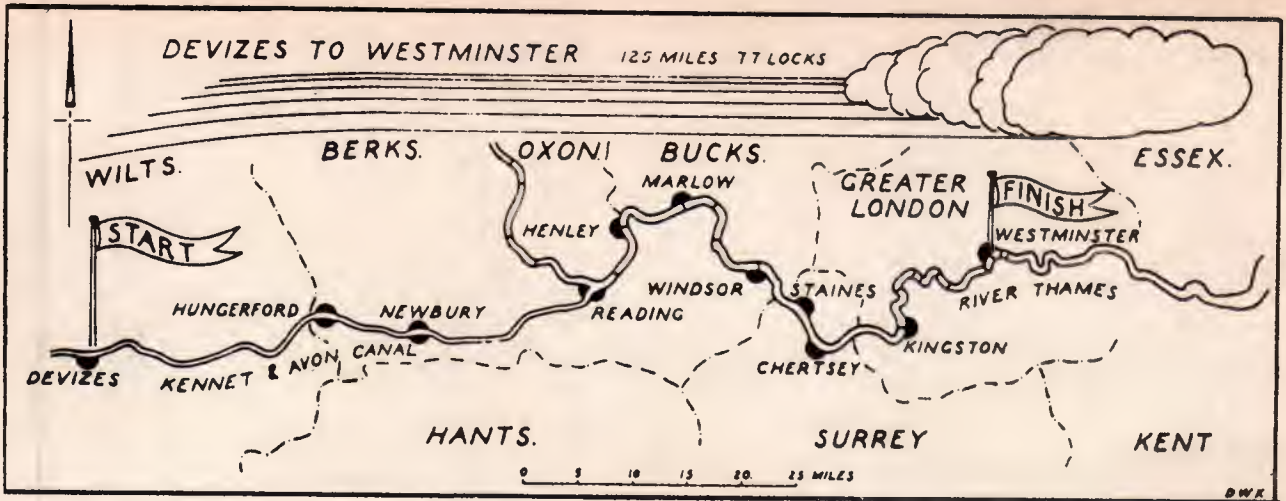 DEVIZES TO WESTMINSTER 125 MILES 77 LOCKS
WILTS.
BERKS.
OXON.
BUCKS.
ESSEX.
MARLOW
GREATER
LONDON
START
HENLEY
FINISH
WESTMINSTER
HUNGERFORD
NEWBURY
READING
WINDSOR
STAINES
RIVER THAMES
DEVIZES
KENNET & AVON CANAL
CHERTSEY
KINGSTON
HANTS.
SURREY
KENT
0 5 10 15 20 25 MILES
DWK